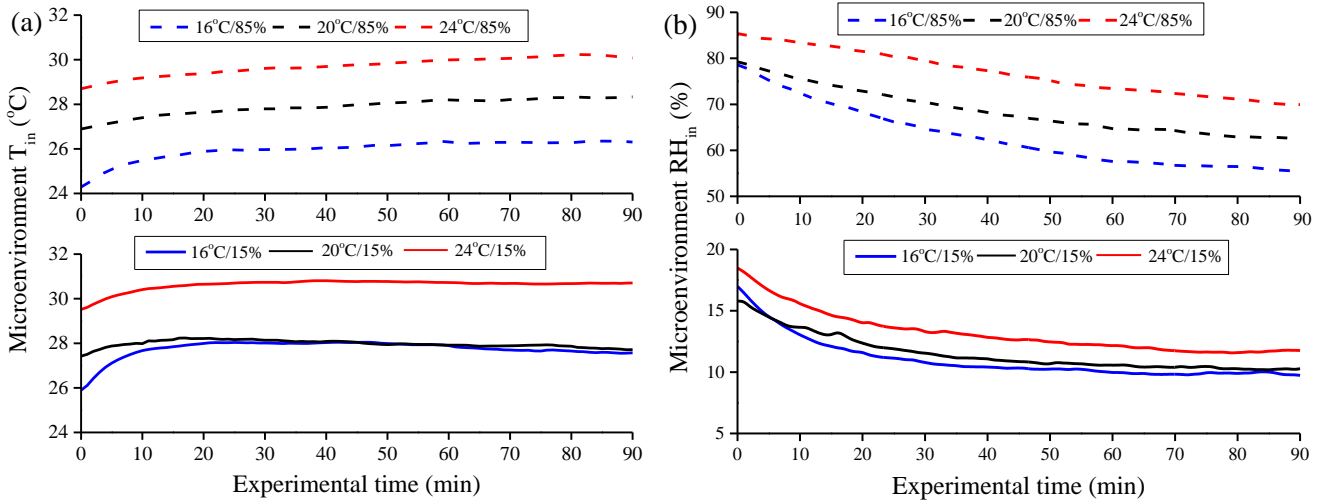 (a)
Microenvironment T_in (°C)
16°C/85% 20°C/85% 24°C/85%
32
30
28
26
24
0 10 20 30 40 50 60 70 80 90
16°C/15% 20°C/15% 24°C/15%
32
30
28
26
24
0 10 20 30 40 50 60 70 80 90
Experimental time (min)
(b)
Microenvironment RH_in (%)
16°C/85% 20°C/85% 24°C/85%
90
80
70
60
50
0 10 20 30 40 50 60 70 80 90
16°C/15% 20°C/15% 24°C/15%
20
15
10
5
0 10 20 30 40 50 60 70 80 90
Experimental time (min)